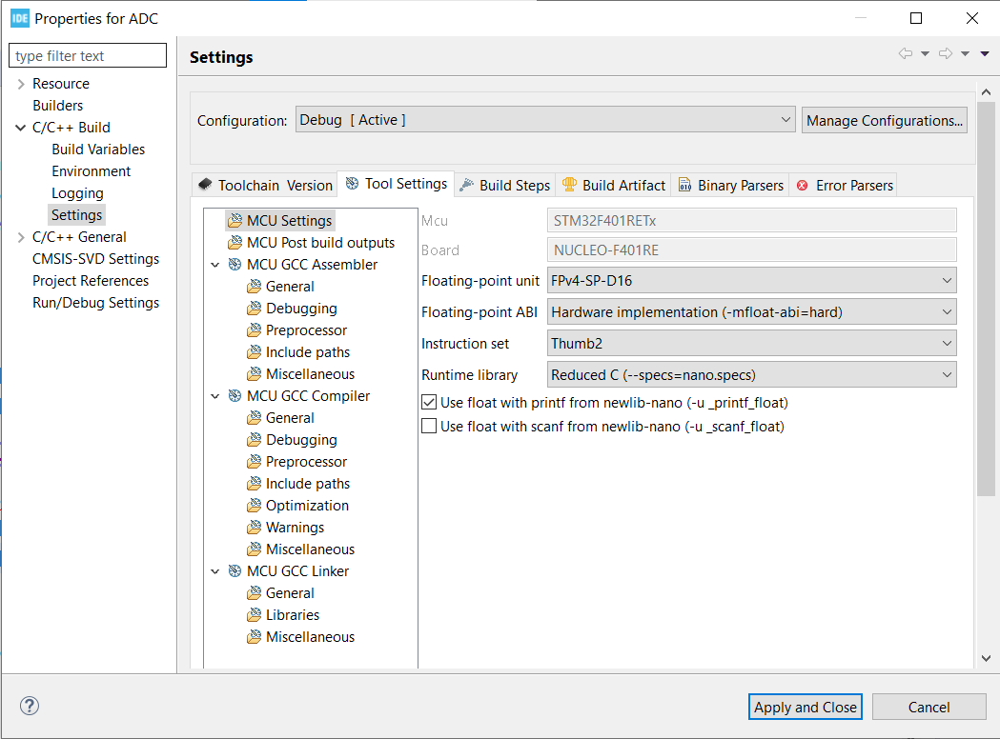 IDE Properties for ADC
type filter text
Resource
Builders
C/C++ Build
Build Variables
Environment
Logging
Settings
C/C++ General
CMSIS-SVD Settings
Project References
Run/Debug Settings
Settings
Configuration: Debug [ Active ] Manage Configurations...
Toolchain Version Tool Settings Build Steps Build Artifact Binary Parsers Error Parsers
MCU Settings
MCU Post build outputs
MCU GCC Assembler
General
Debugging
Preprocessor
Include paths
Miscellaneous
MCU GCC Compiler
General
Debugging
Preprocessor
Include paths
Optimization
Warnings
Miscellaneous
MCU GCC Linker
General
Libraries
Miscellaneous
Mcu STM32F401RETx
Board NUCLEO-F401RE
Floating-point unit FPv4-SP-D16
Floating-point ABI Hardware implementation (-mfloat-abi=hard)
Instruction set Thumb2
Runtime library Reduced C (--specs=nano.specs)
Use float with printf from newlib-nano (-u _printf_float)
Use float with scanf from newlib-nano (-u _scanf_float)
? Apply and Close Cancel